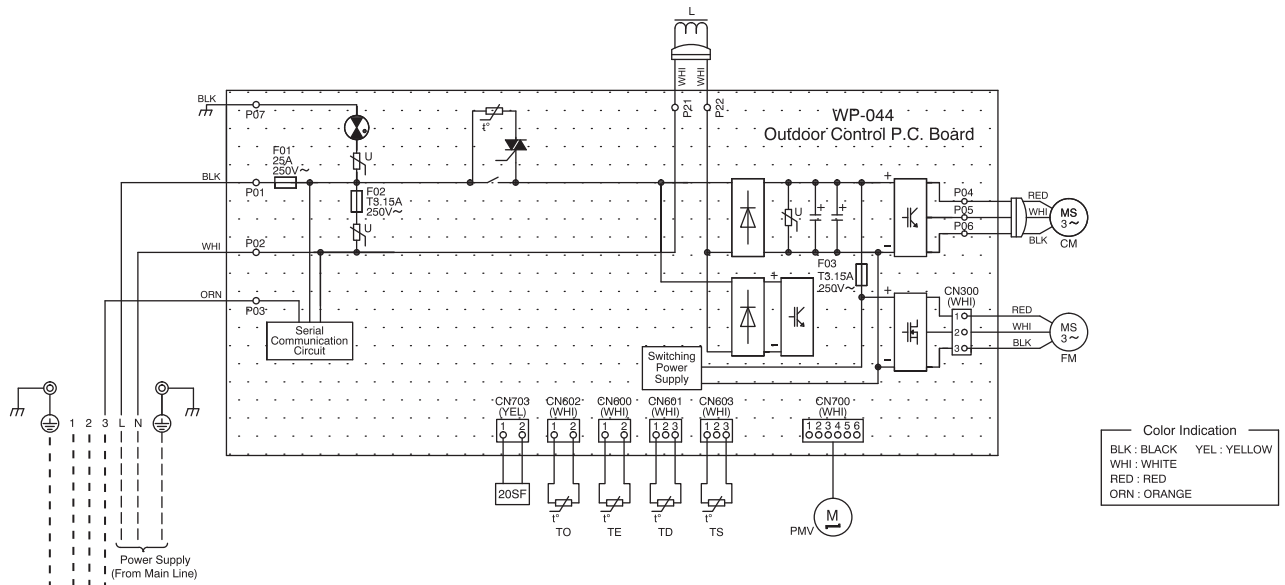 L
WHI
WHI
P21
P22
WP-044
Outdoor Control P.C. Board
BLK
P07
t°
U
F01
25A
250V~
BLK
P01
F02
T3.15A
250V~
U
WHI
P02
ORN
P03
Serial
Communication
Circuit
+
U
+
+
+
-
P04
P05
P06
RED
WHI
BLK
MS
3~
CM
F03
T3.15A
250V~
+
-
+
-
CN300
(WHI)
1
2
3
RED
WHI
BLK
MS
3~
FM
Switching
Power
Supply
1 2 3 L N
CN703
(YEL)
1 2
CN602
(WHI)
1 2
CN600
(WHI)
1 2
CN601
(WHI)
1 2 3
CN603
(WHI)
1 2 3
CN700
(WHI)
1 2 3 4 5 6
20SF
t°
TO
t°
TE
t°
TD
t°
TS
PMV
M
Color Indication
BLK : BLACK YEL : YELLOW
WHI : WHITE
RED : RED
ORN : ORANGE
Power Supply
(From Main Line)